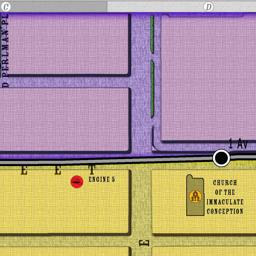 C
D
D PERLMAN PL
1 Av
E E T
ENGINE 5
CHURCH
OF THE
IMMACULATE
CONCEPTION
E